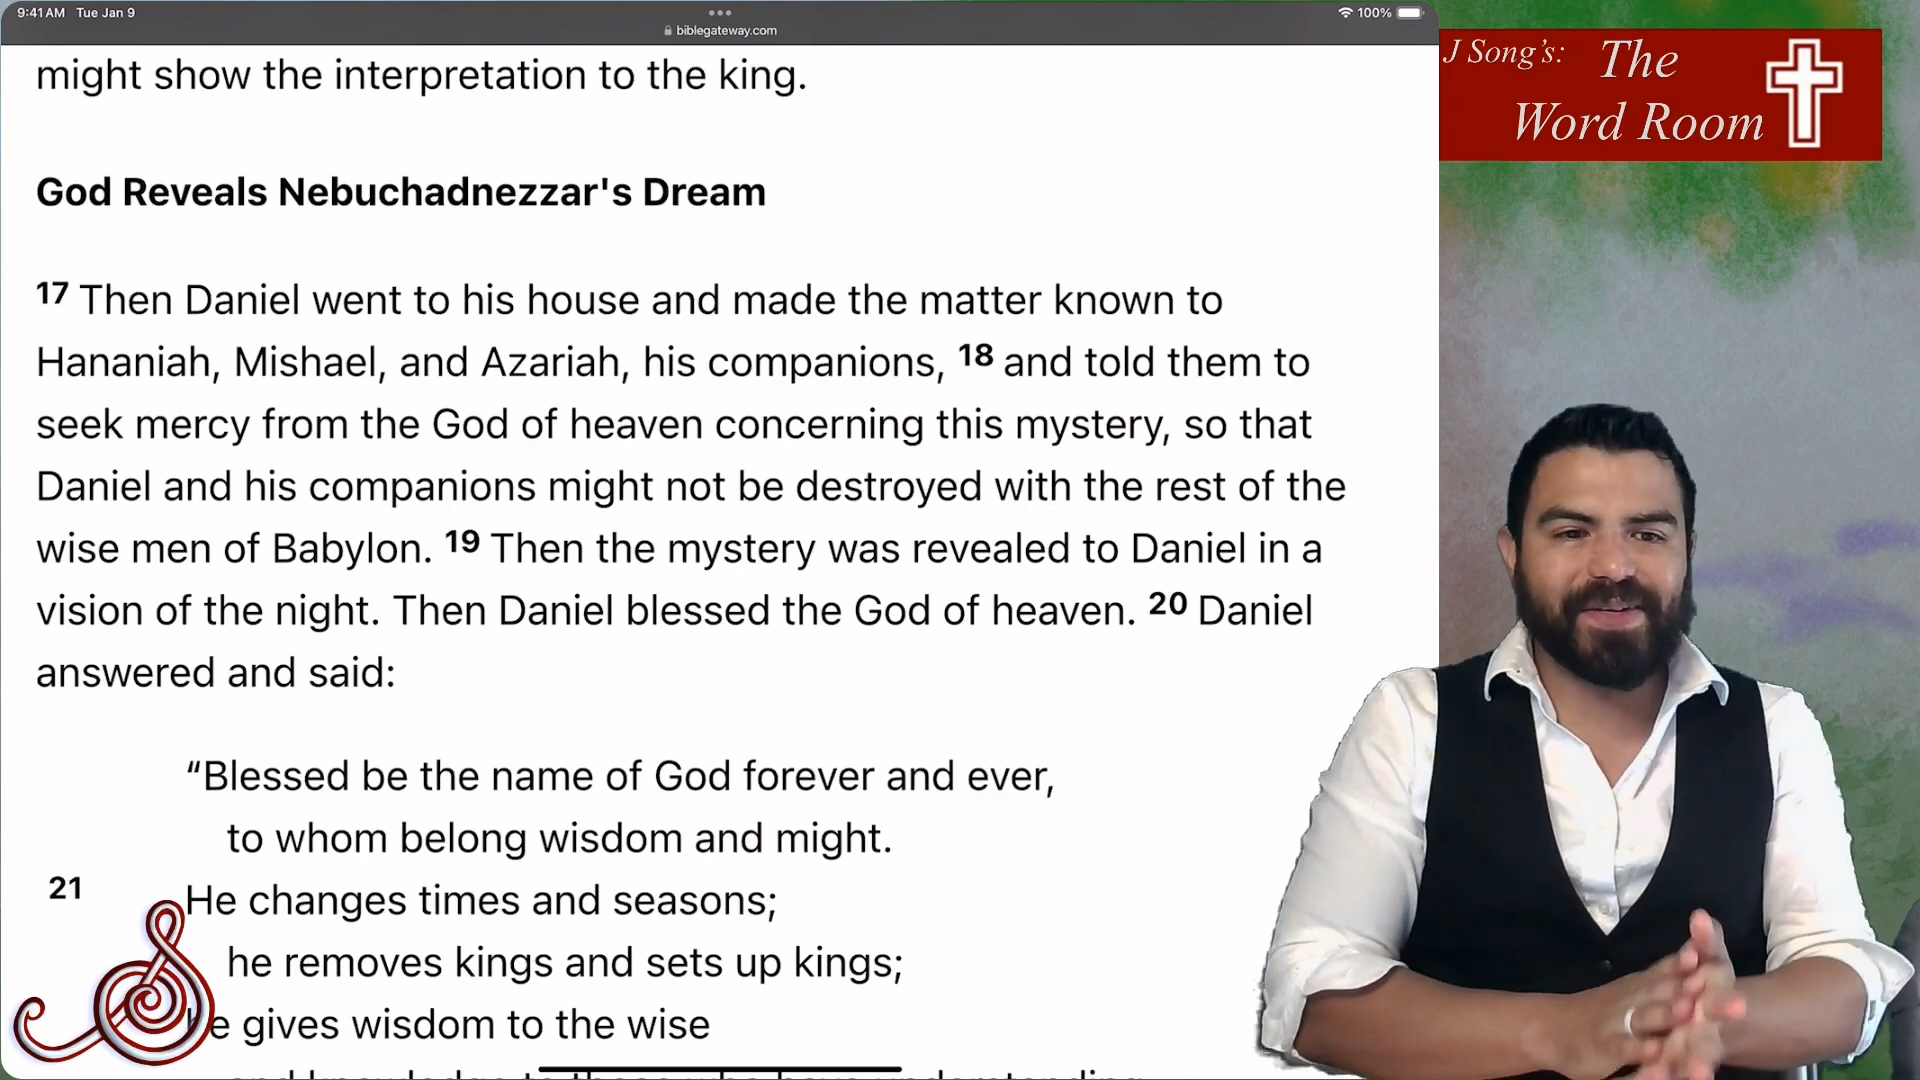 9:41 AM Tue Jan 9
100%
biblegateway.com
might show the interpretation to the king.
God Reveals Nebuchadnezzar's Dream
17 Then Daniel went to his house and made the matter known to
Hananiah, Mishael, and Azariah, his companions, 18 and told them to
seek mercy from the God of heaven concerning this mystery, so that
Daniel and his companions might not be destroyed with the rest of the
wise men of Babylon. 19 Then the mystery was revealed to Daniel in a
vision of the night. Then Daniel blessed the God of heaven. 20 Daniel
answered and said:
“Blessed be the name of God forever and ever,
to whom belong wisdom and might.
21 He changes times and seasons;
he removes kings and sets up kings;
he gives wisdom to the wise
J Song’s: The
Word Room